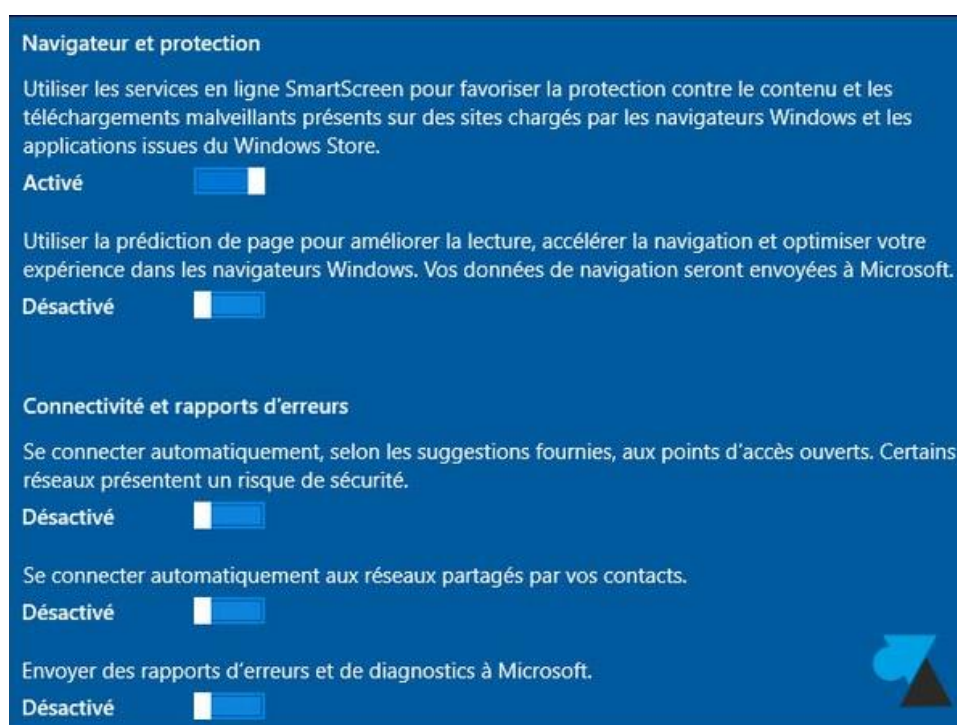 Navigateur et protection
Utiliser les services en ligne SmartScreen pour favoriser la protection contre le contenu et les
téléchargements malveillants présents sur des sites chargés par les navigateurs Windows et les
applications issues du Windows Store.
Activé
Utiliser la prédiction de page pour améliorer la lecture, accélérer la navigation et optimiser votre
expérience dans les navigateurs Windows. Vos données de navigation seront envoyées à Microsoft.
Désactivé
Connectivité et rapports d'erreurs
Se connecter automatiquement, selon les suggestions fournies, aux points d'accès ouverts. Certains
réseaux présentent un risque de sécurité.
Désactivé
Se connecter automatiquement aux réseaux partagés par vos contacts.
Désactivé
Envoyer des rapports d'erreurs et de diagnostics à Microsoft.
Désactivé